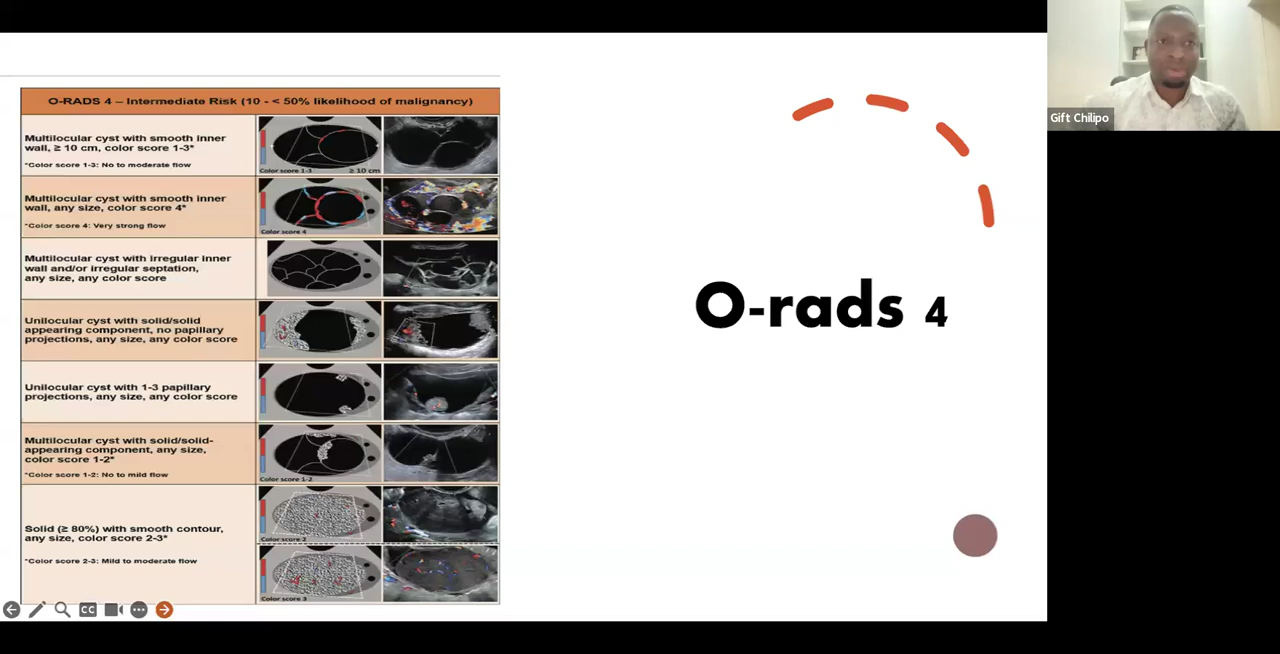 O-RADS 4 – Intermediate Risk (10 - < 50% likelihood of malignancy)
Multilocular cyst with smooth inner
wall, ≥ 10 cm, color score 1-3*
*Color score 1-3: No to moderate flow
Color score 1-3 ≥ 10 cm
Multilocular cyst with smooth inner
wall, any size, color score 4*
*Color score 4: Very strong flow
Color score 4
Multilocular cyst with irregular inner
wall and/or irregular septation,
any size, any color score
Unilocular cyst with solid/solid
appearing component, no papillary
projections, any size, any color score
Unilocular cyst with 1-3 papillary
projections, any size, any color score
Multilocular cyst with solid/solid-
appearing component, any size,
color score 1-2*
*Color score 1-2: No to mild flow
Color score 1-2
Solid (≥ 80%) with smooth contour,
any size, color score 2-3*
*Color score 2-3: Mild to moderate flow
Color score 2
Color score 3
O-rads 4
Gift Chilipo
CC